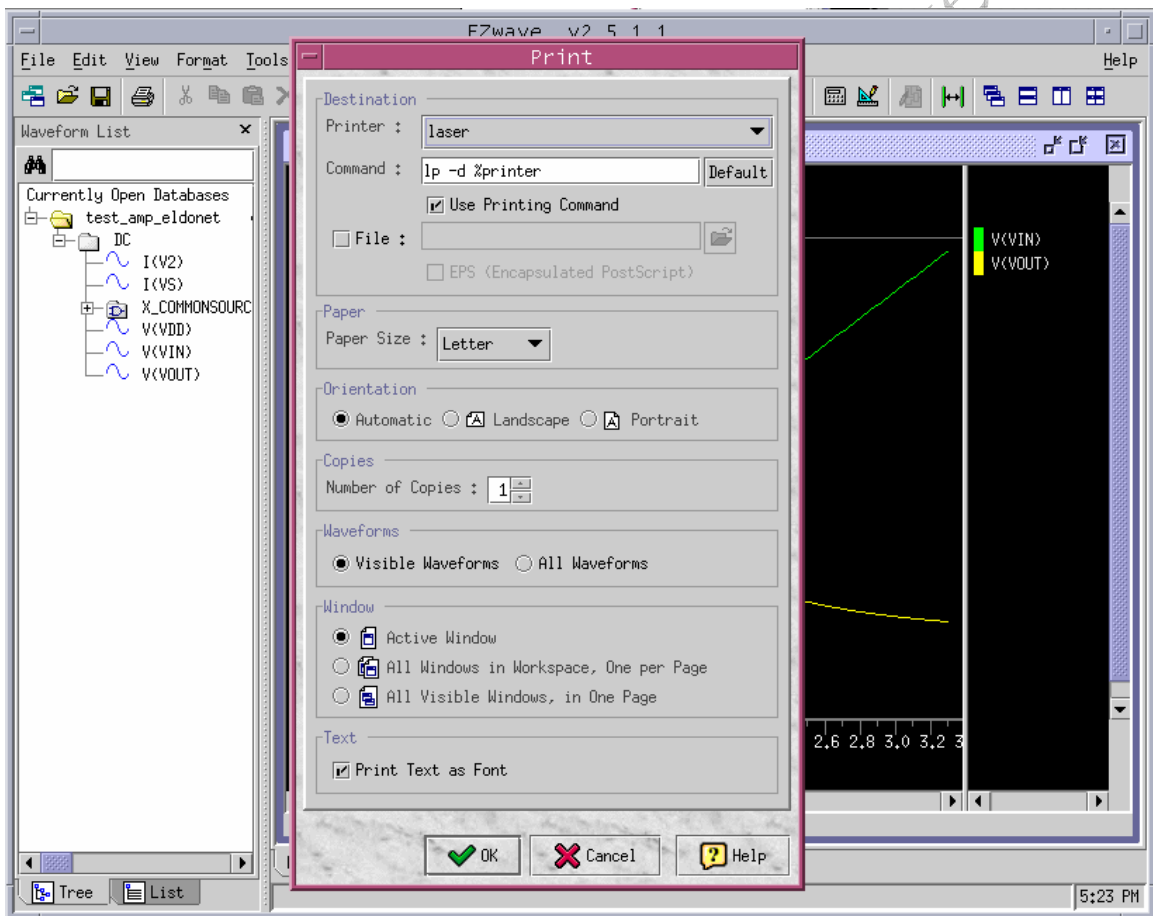 EZwave v2.5.1.1
File Edit View Format Tools
Help
Print
Waveform List
Currently Open Databases
test_amp_eldonet
DC
I(V2)
I(VS)
X_COMMONSOURC
V(VDD)
V(VIN)
V(VOUT)
Tree List
Destination
Printer : laser
Command : lp -d %printer Default
Use Printing Command
File :
EPS (Encapsulated PostScript)
Paper
Paper Size : Letter
Orientation
Automatic Landscape Portrait
Copies
Number of Copies : 1
Waveforms
Visible Waveforms All Waveforms
Window
Active Window
All Windows in Workspace, One per Page
All Visible Windows, in One Page
Text
Print Text as Font
OK Cancel Help
V(VIN)
V(VOUT)
2.6 2.8 3.0 3.2 3
5:23 PM